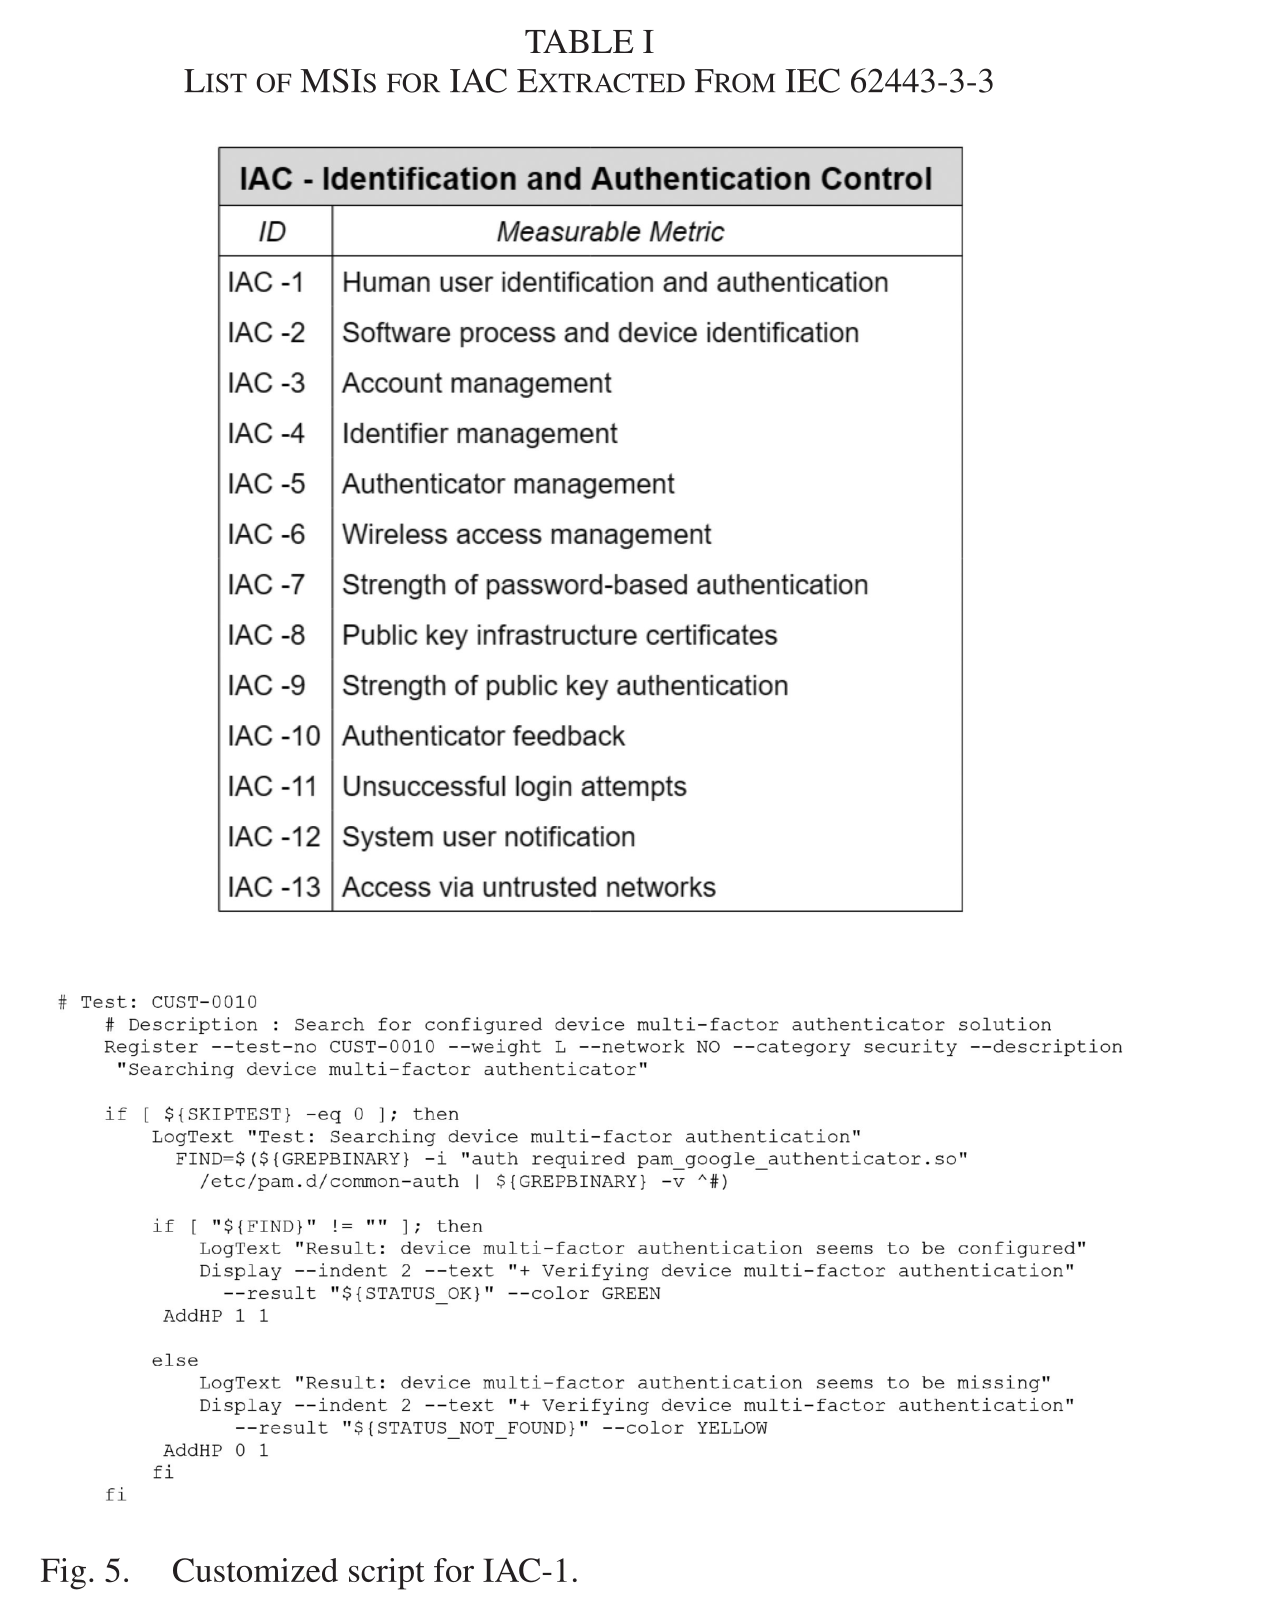 TABLE I
LIST OF MSIS FOR IAC EXTRACTED FROM IEC 62443-3-3
IAC - Identification and Authentication Control
ID Measurable Metric
IAC -1 Human user identification and authentication
IAC -2 Software process and device identification
IAC -3 Account management
IAC -4 Identifier management
IAC -5 Authenticator management
IAC -6 Wireless access management
IAC -7 Strength of password-based authentication
IAC -8 Public key infrastructure certificates
IAC -9 Strength of public key authentication
IAC -10 Authenticator feedback
IAC -11 Unsuccessful login attempts
IAC -12 System user notification
IAC -13 Access via untrusted networks
# Test: CUST-0010
# Description : Search for configured device multi-factor authenticator solution
Register --test-no CUST-0010 --weight L --network NO --category security --description
"Searching device multi-factor authenticator"
if [ ${SKIPTEST} -eq 0 ]; then
LogText "Test: Searching device multi-factor authentication"
FIND=$(${GREPBINARY} -i "auth required pam_google_authenticator.so"
/etc/pam.d/common-auth | ${GREPBINARY} -v ^#)
if [ "${FIND}" != "" ]; then
LogText "Result: device multi-factor authentication seems to be configured"
Display --indent 2 --text "+ Verifying device multi-factor authentication"
--result "${STATUS_OK}" --color GREEN
AddHP 1 1
else
LogText "Result: device multi-factor authentication seems to be missing"
Display --indent 2 --text "+ Verifying device multi-factor authentication"
--result "${STATUS_NOT_FOUND}" --color YELLOW
AddHP 0 1
fi
fi
Fig. 5. Customized script for IAC-1.